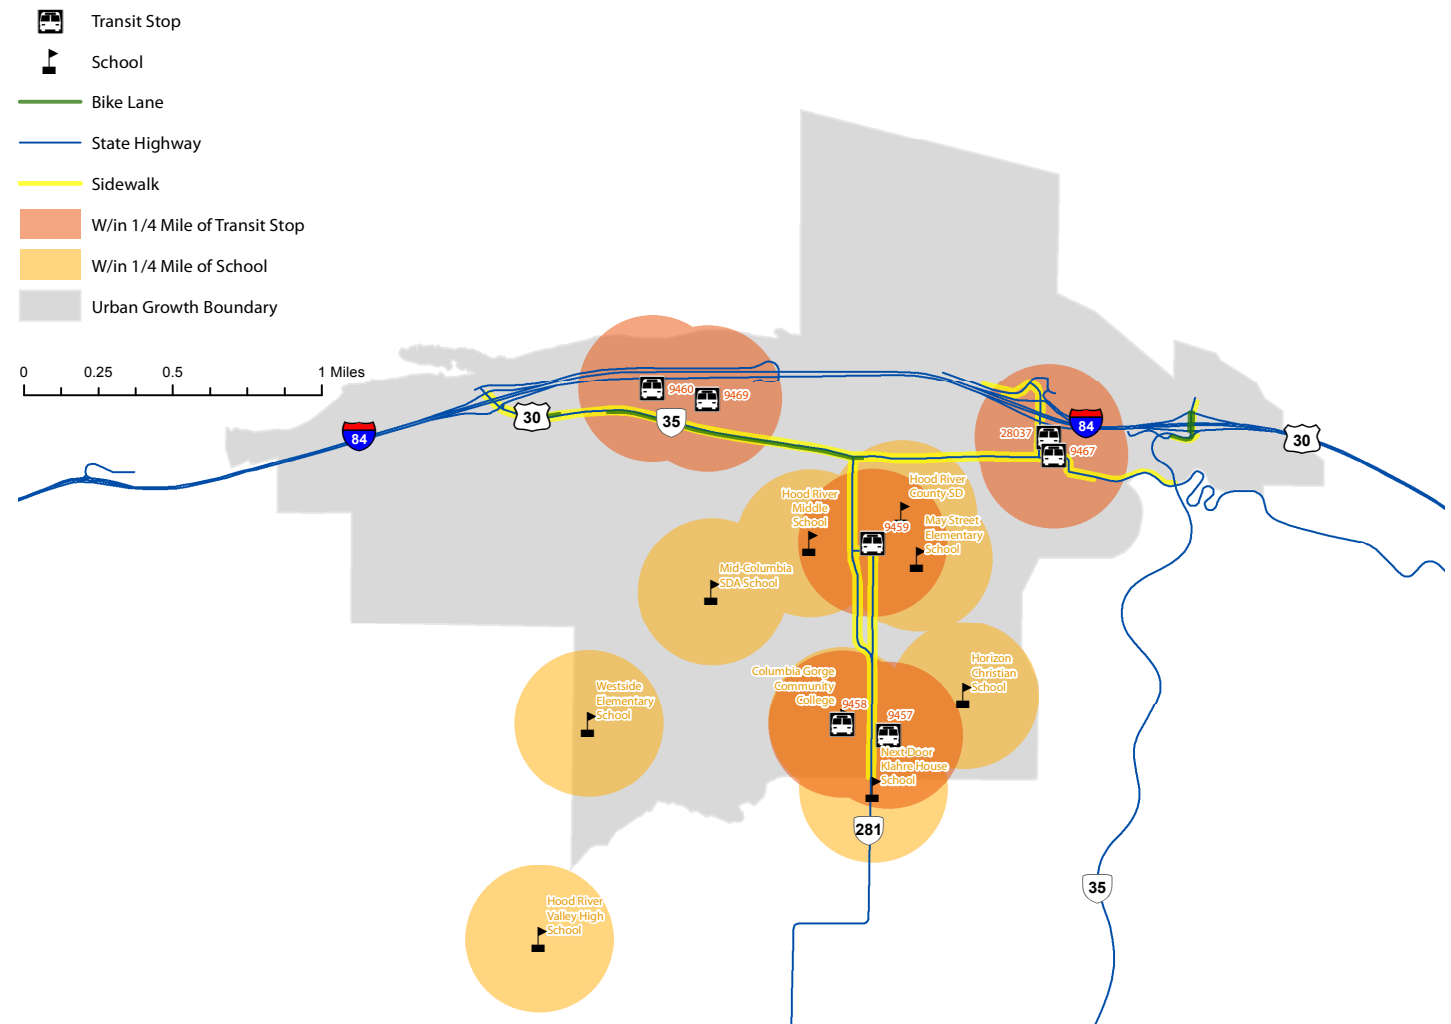 Transit Stop
School
Bike Lane
State Highway
Sidewalk
W/in 1/4 Mile of Transit Stop
W/in 1/4 Mile of School
Urban Growth Boundary
0 0.25 0.5 1 Miles
9460
9469
30
35
84
84
30
28037
9467
Hood River
Middle
School
Hood River
County SD
9459
May Street
Elementary
School
Mid-Columbia
SDA School
Horizon
Christian
School
Columbia Gorge
Community
College
9458
9457
Westside
Elementary
School
Next Door
Klahre House
School
281
35
Hood River
Valley High
School